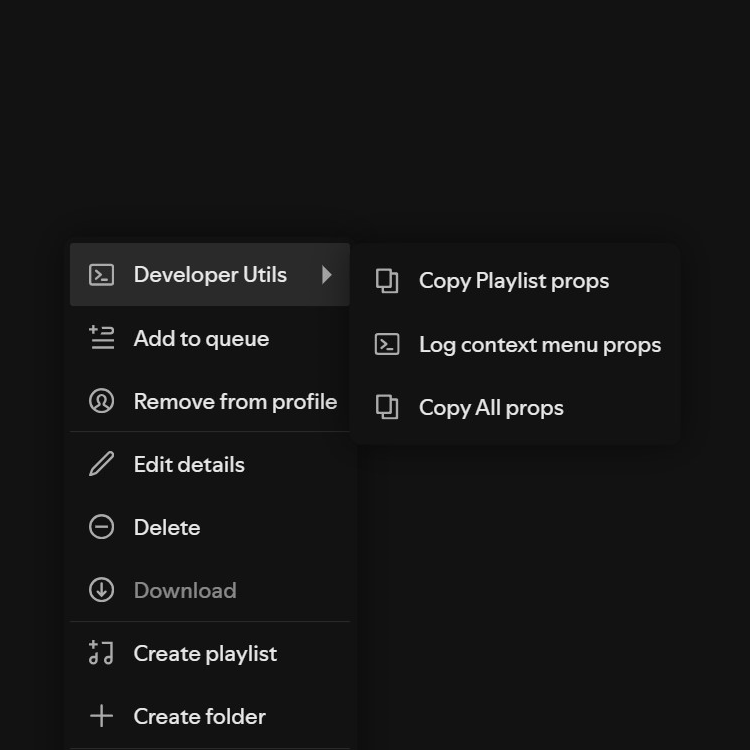 Developer Utils
Add to queue
Remove from profile
Edit details
Delete
Download
Create playlist
Create folder
Copy Playlist props
Log context menu props
Copy All props